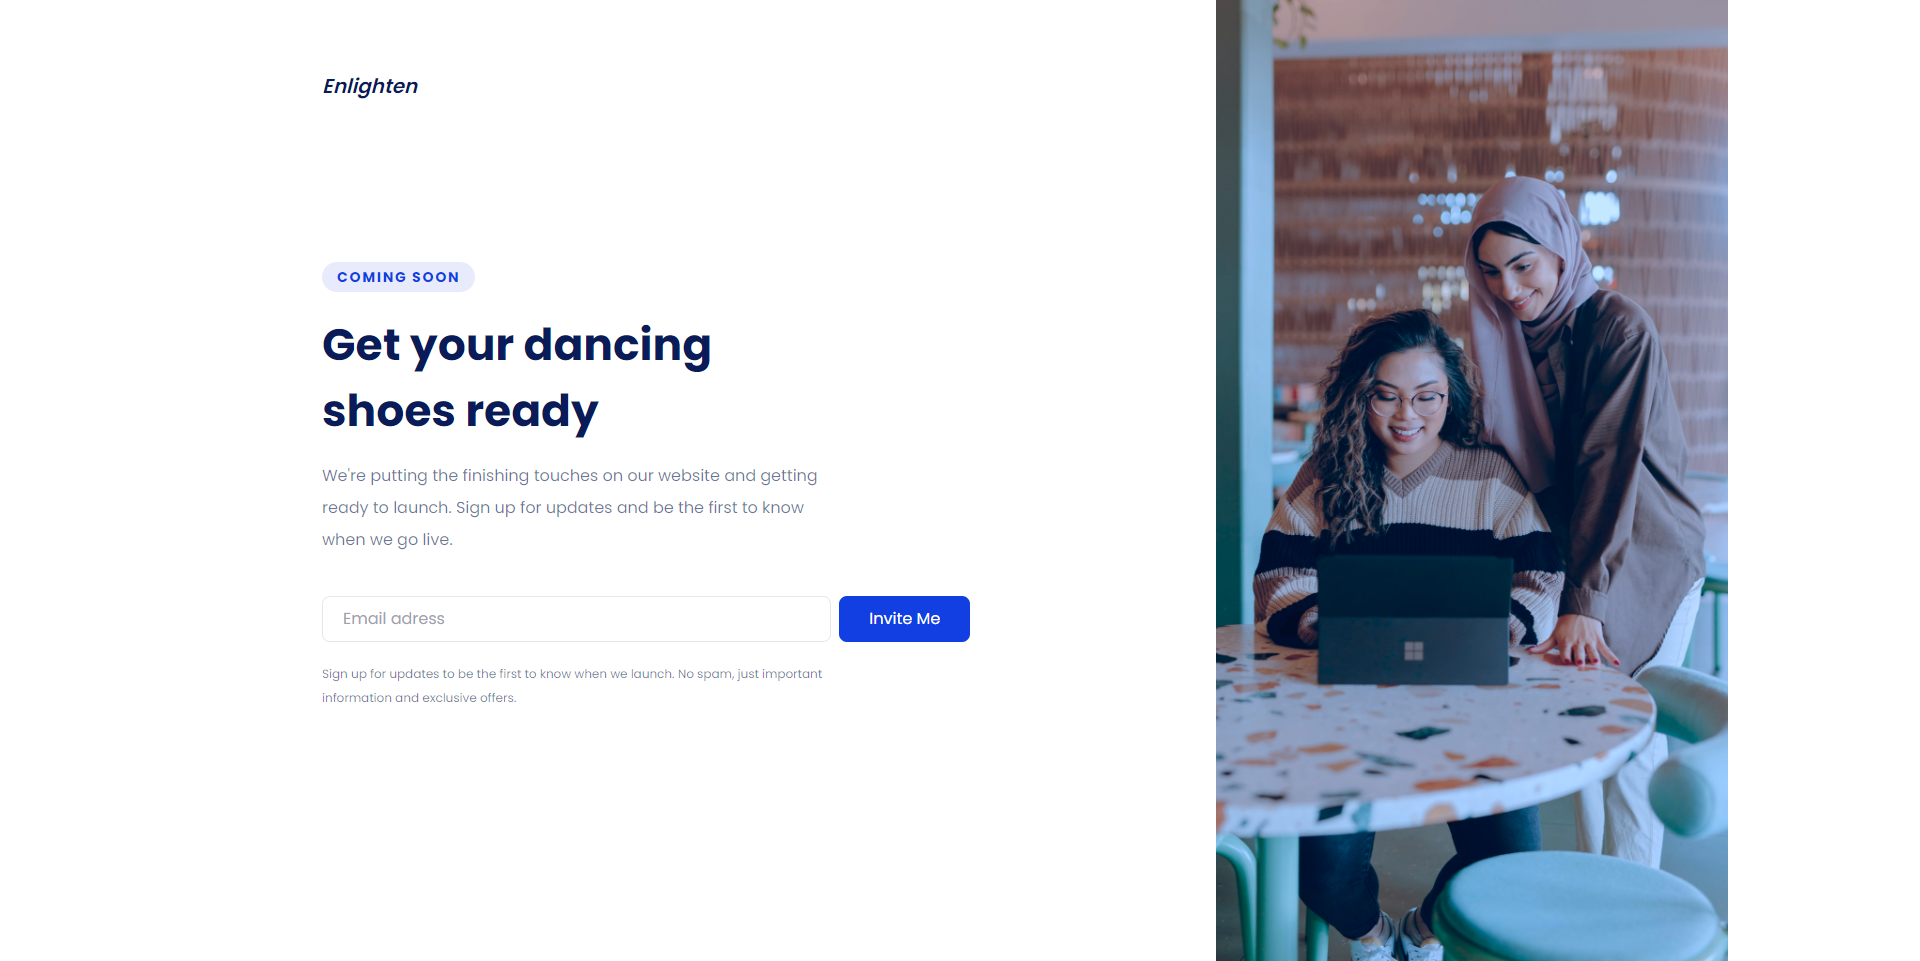 Enlighten
COMING SOON
Get your dancing
shoes ready
We're putting the finishing touches on our website and getting
ready to launch. Sign up for updates and be the first to know
when we go live.
Email adress
Invite Me
Sign up for updates to be the first to know when we launch. No spam, just important
information and exclusive offers.